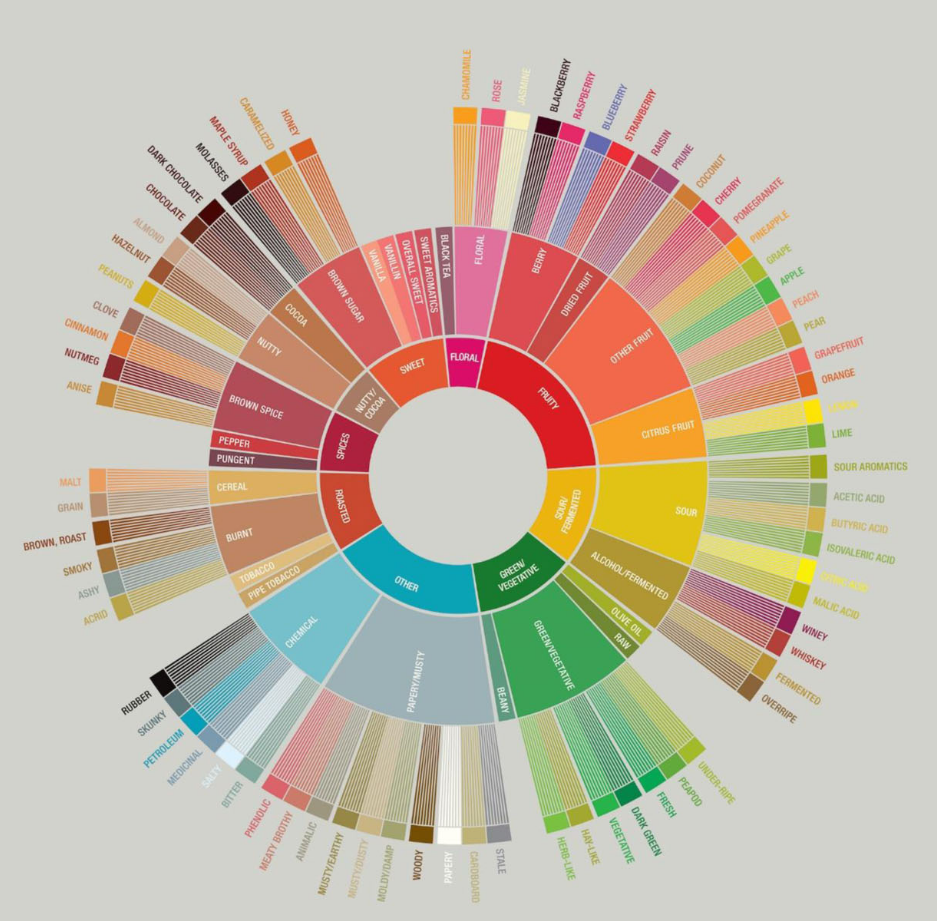 FLORAL
FRUITY
SOUR/
FERMENTED
GREEN/
VEGETATIVE
OTHER
ROASTED
SPICES
NUTTY/
COCOA
SWEET
BLACK TEA
FLORAL
BERRY
DRIED FRUIT
OTHER FRUIT
CITRUS FRUIT
SOUR
ALCOHOL/FERMENTED
OLIVE OIL
RAW
GREEN/VEGETATIVE
BEANY
PAPERY/MUSTY
CHEMICAL
PIPE TOBACCO
TOBACCO
BURNT
CEREAL
PUNGENT
PEPPER
BROWN SPICE
NUTTY
COCOA
BROWN SUGAR
VANILLA
VANILLIN
OVERALL SWEET
SWEET AROMATICS
CHAMOMILE
ROSE
JASMINE
BLACKBERRY
RASPBERRY
BLUEBERRY
STRAWBERRY
RAISIN
PRUNE
COCONUT
CHERRY
POMEGRANATE
PINEAPPLE
GRAPE
APPLE
PEACH
PEAR
GRAPEFRUIT
ORANGE
LIME
SOUR AROMATICS
ACETIC ACID
BUTYRIC ACID
ISOVALERIC ACID
MALIC ACID
WINEY
WHISKEY
FERMENTED
OVERRIPE
UNDER-RIPE
PEAPOD
FRESH
DARK GREEN
VEGETATIVE
HAY-LIKE
HERB-LIKE
STALE
CARDBOARD
PAPERY
WOODY
MOLDY/DAMP
MUSTY/DUSTY
MUSTY/EARTHY
ANIMALIC
MEATY BROTHY
PHENOLIC
BITTER
SALTY
MEDICINAL
PETROLEUM
SKUNKY
RUBBER
ACRID
ASHY
SMOKY
BROWN, ROAST
GRAIN
MALT
ANISE
NUTMEG
CINNAMON
CLOVE
PEANUTS
HAZELNUT
ALMOND
CHOCOLATE
DARK CHOCOLATE
MOLASSES
MAPLE SYRUP
CARAMELIZED
HONEY